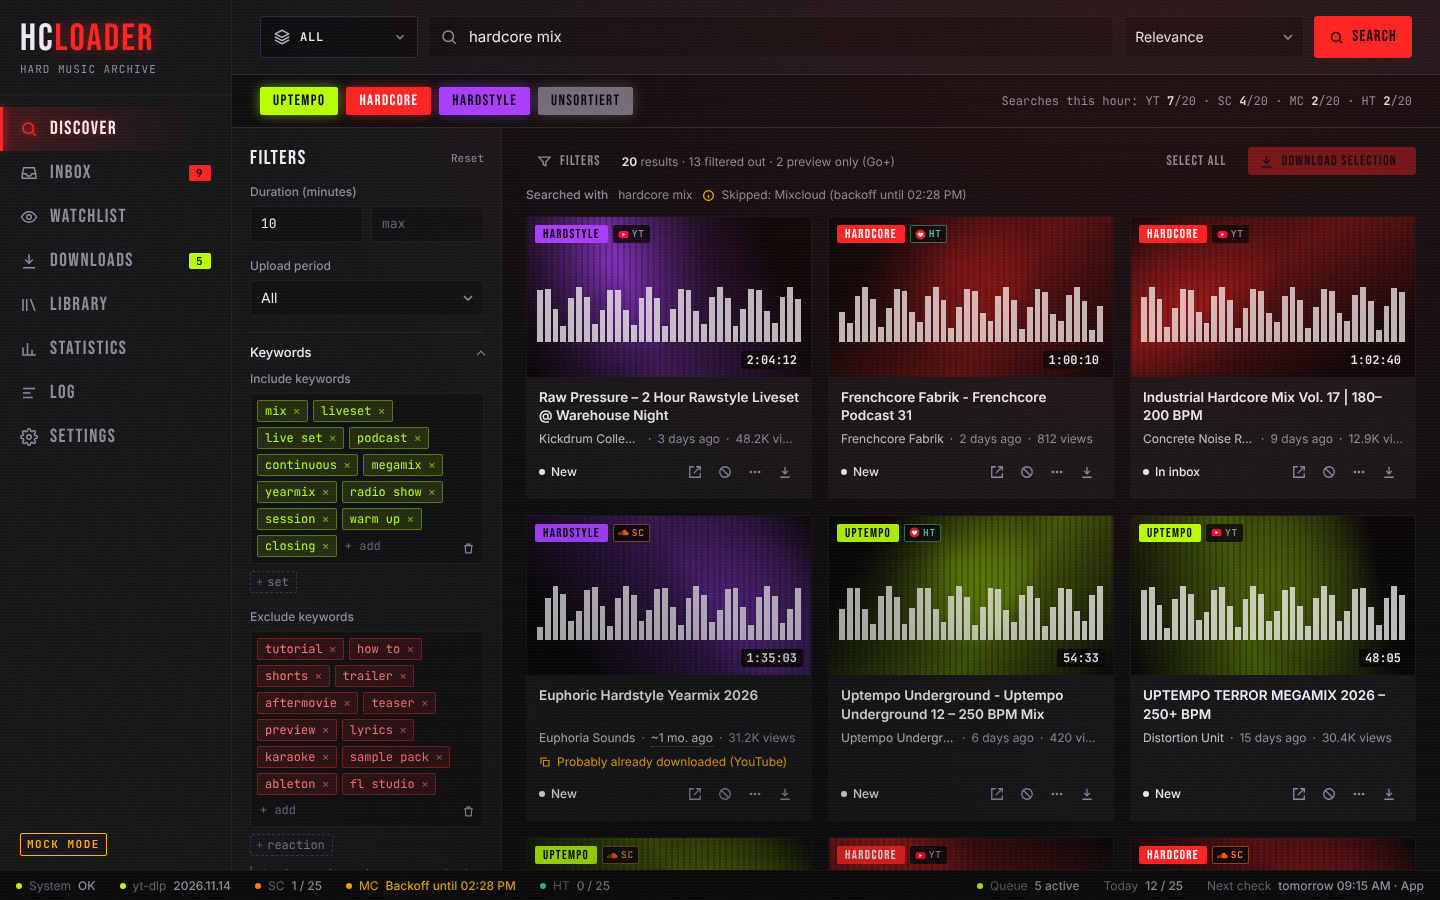 HCLOADER
HARD MUSIC ARCHIVE
DISCOVER
INBOX 9
WATCHLIST
DOWNLOADS 5
LIBRARY
STATISTICS
LOG
SETTINGS
MOCK MODE
ALL
hardcore mix
Relevance
SEARCH
UPTEMPO HARDCORE HARDSTYLE UNSORTIERT
Searches this hour: YT 7/20 · SC 4/20 · MC 2/20 · HT 2/20
FILTERS Reset
Duration (minutes)
10 max
Upload period
All
Keywords
Include keywords
mix × liveset ×
live set × podcast ×
continuous × megamix ×
yearmix × radio show ×
session × warm up ×
closing × + add
+ set
Exclude keywords
tutorial × how to ×
shorts × trailer ×
aftermovie × teaser ×
preview × lyrics ×
karaoke × sample pack ×
ableton × fl studio ×
+ add
+ reaction
FILTERS 20 results · 13 filtered out · 2 preview only (Go+)
SELECT ALL DOWNLOAD SELECTION
Searched with hardcore mix Skipped: Mixcloud (backoff until 02:28 PM)
HARDSTYLE YT
2:04:12
Raw Pressure – 2 Hour Rawstyle Liveset
@ Warehouse Night
Kickdrum Colle... · 3 days ago · 48.2K vi...
New
HARDCORE HT
1:00:10
Frenchcore Fabrik - Frenchcore
Podcast 31
Frenchcore Fabrik · 2 days ago · 812 views
New
HARDCORE YT
1:02:40
Industrial Hardcore Mix Vol. 17 | 180–
200 BPM
Concrete Noise R... · 9 days ago · 12.9K vi...
In inbox
HARDSTYLE SC
1:35:03
Euphoric Hardstyle Yearmix 2026
Euphoria Sounds · ~1 mo. ago · 31.2K views
Probably already downloaded (YouTube)
New
UPTEMPO HT
54:33
Uptempo Underground - Uptempo
Underground 12 – 250 BPM Mix
Uptempo Undergr... · 6 days ago · 420 vi...
New
UPTEMPO YT
48:05
UPTEMPO TERROR MEGAMIX 2026 –
250+ BPM
Distortion Unit · 15 days ago · 30.4K views
New
UPTEMPO SC
HARDCORE YT
HARDCORE SC
System OK yt-dlp 2026.11.14 SC 1 / 25 MC Backoff until 02:28 PM HT 0 / 25
Queue 5 active Today 12 / 25 Next check tomorrow 09:15 AM · App